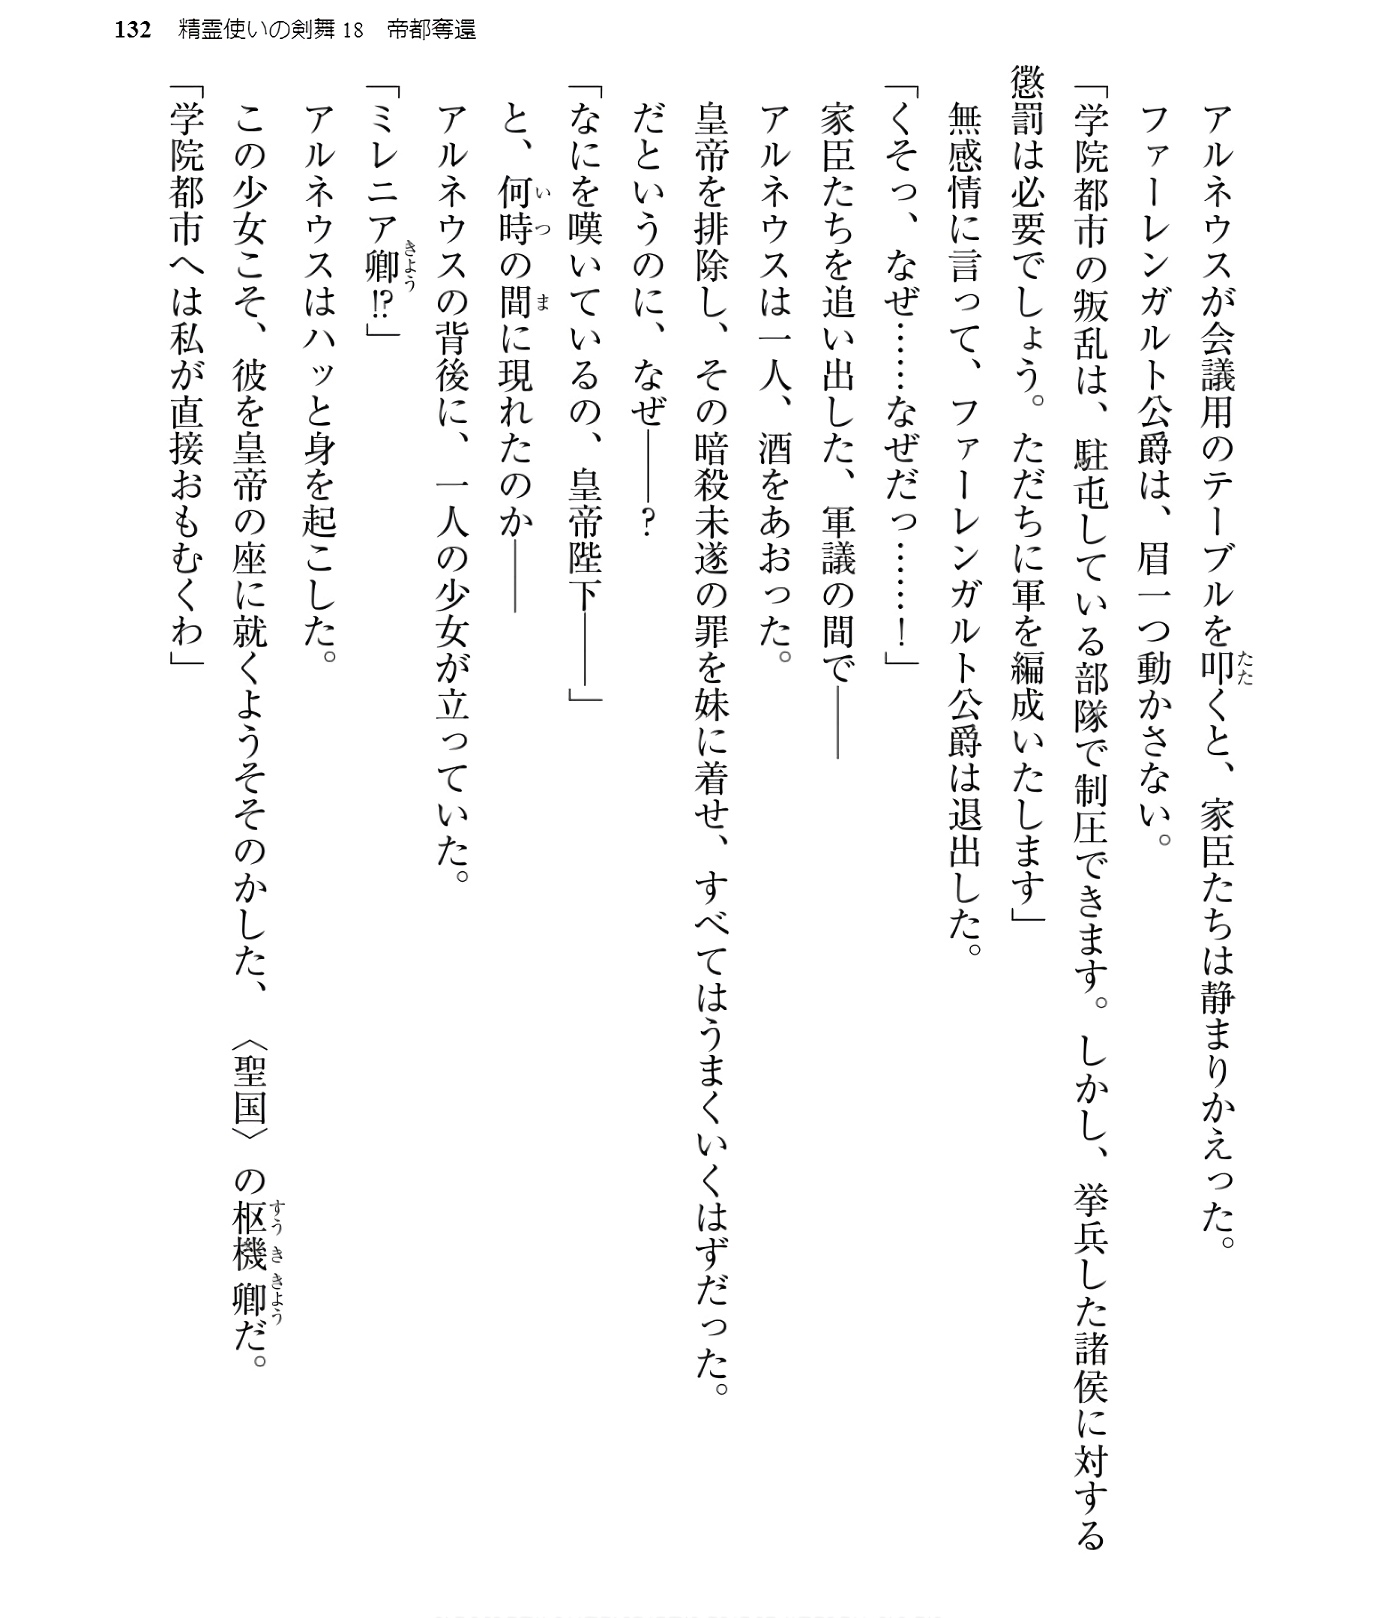 132 精霊使いの剣舞18 帝都奪還
アルネウスが会議用のテーブルを叩くと、家臣たちは静まりかえった。
ファーレンガルト公爵は、眉一つ動かさない。
「学院都市の叛乱は、駐屯している部隊で制圧できます。しかし、挙兵した諸侯に対する
懲罰は必要でしょう。ただちに軍を編成いたします」
無感情に言って、ファーレンガルト公爵は退出した。
「くそっ、なぜ……なぜだっ……！」
家臣たちを追い出した、軍議の間で――
アルネウスは一人、酒をあおった。
皇帝を排除し、その暗殺未遂の罪を妹に着せ、すべてはうまくいくはずだった。
だというのに、なぜ――？
「なにを嘆いているの、皇帝陛下――」
と、何時の間に現れたのか――
アルネウスの背後に、一人の少女が立っていた。
「ミレニア卿!?」
アルネウスはハッと身を起こした。
この少女こそ、彼を皇帝の座に就くようそそのかした、〈聖国〉の枢機卿だ。
「学院都市へは私が直接おもむくわ」